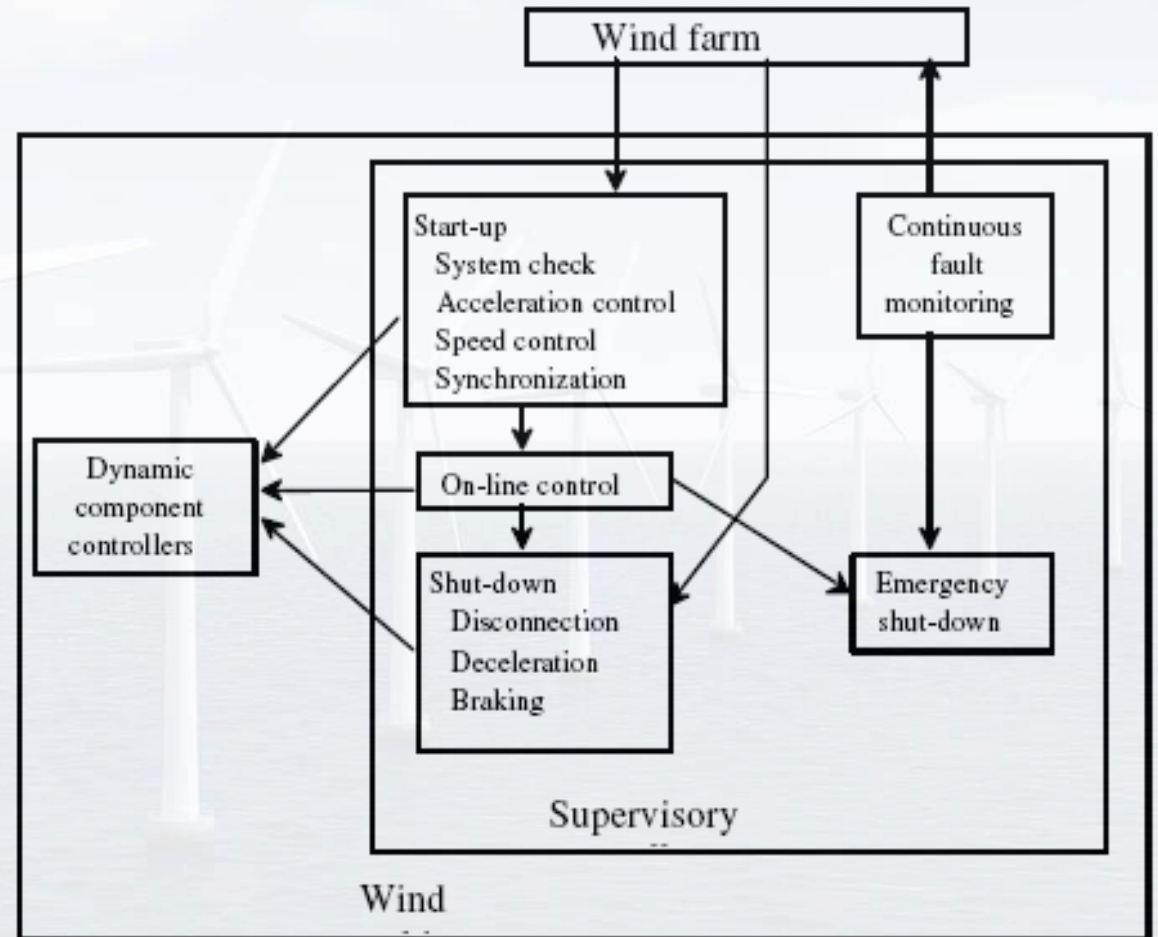 Wind farm
Start-up
System check
Acceleration control
Speed control
Synchronization
Continuous
fault
monitoring
Dynamic
component
controllers
On-line control
Shut-down
Disconnection
Deceleration
Braking
Emergency
shut-down
Supervisory
Wind